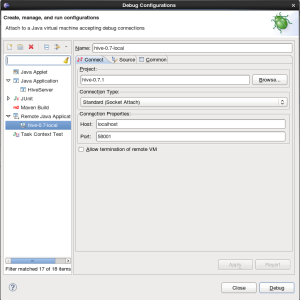 Debug Configurations
Create, manage, and run configurations
Attach to a Java virtual machine accepting debug connections
Name: hive-0.7-local
Connect
Source
Common
Project:
hive-0.7.1
Browse...
Connection Type:
Standard (Socket Attach)
Connection Properties:
Host: localhost
Port: 58001
Allow termination of remote VM
Java Applet
Java Application
HiveServer
JUnit
Maven Build
Remote Java Applicat
hive-0.7-local
Task Context Test
Filter matched 17 of 18 items
Apply
Revert
Close
Debug